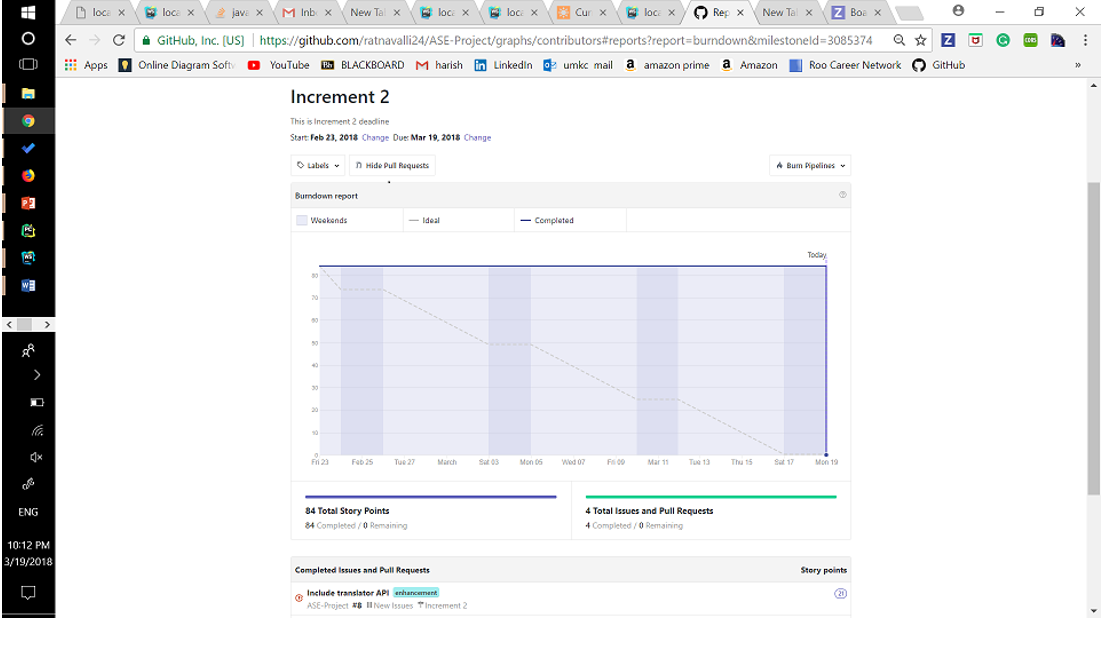 loca
loca
java
Inb
New Tal
loca
loca
Cur
loca
Rep
New Tal
Boa
GitHub, Inc. [US]
https://github.com/ratnavalli24/ASE-Project/graphs/contributors#reports?report=burndown&milestoneId=3085374
Apps
Online Diagram Soft
YouTube
BLACKBOARD
harish
LinkedIn
umkc mail
amazon prime
Amazon
Roo Career Network
GitHub
»
Increment 2
This is Increment 2 deadline
Start: Feb 23, 2018 Change Due: Mar 19, 2018 Change
Labels
Hide Pull Requests
Burn Pipelines
Burndown report
Weekends
Ideal
Completed
Today
80
70
60
50
40
30
20
10
0
Fri 23 Feb 25 Tue 27 March Sat 03 Mon 05 Wed 07 Fri 09 Mar 11 Tue 13 Thu 15 Sat 17 Mon 19
84 Total Story Points
84 Completed / 0 Remaining
4 Total Issues and Pull Requests
4 Completed / 0 Remaining
Completed Issues and Pull Requests
Story points
Include translator API enhancement
21
ASE-Project #8 New Issues Increment 2
ENG
10:12 PM
3/19/2018